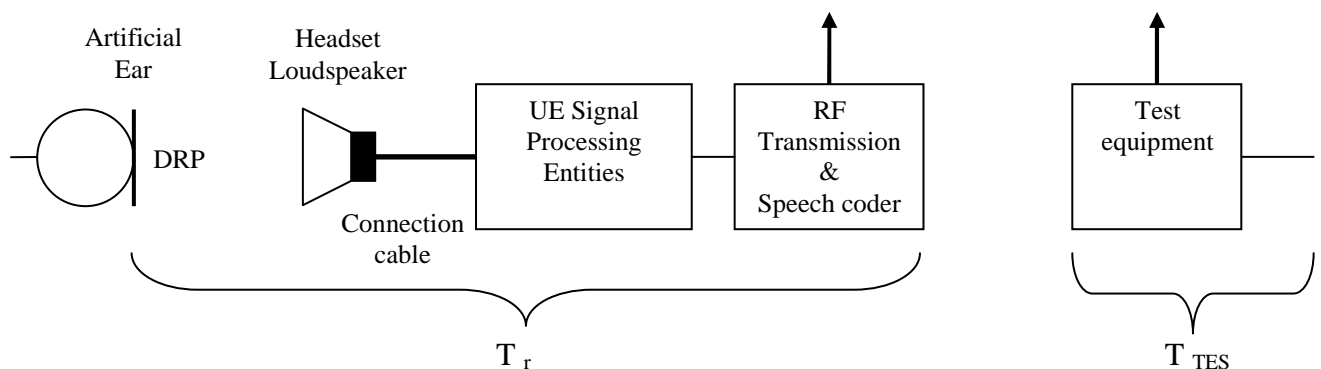 Artificial
Ear
DRP
Headset
Loudspeaker
Connection
cable
UE Signal
Processing
Entities
RF
Transmission
&
Speech coder
Test
equipment
T r
T TES